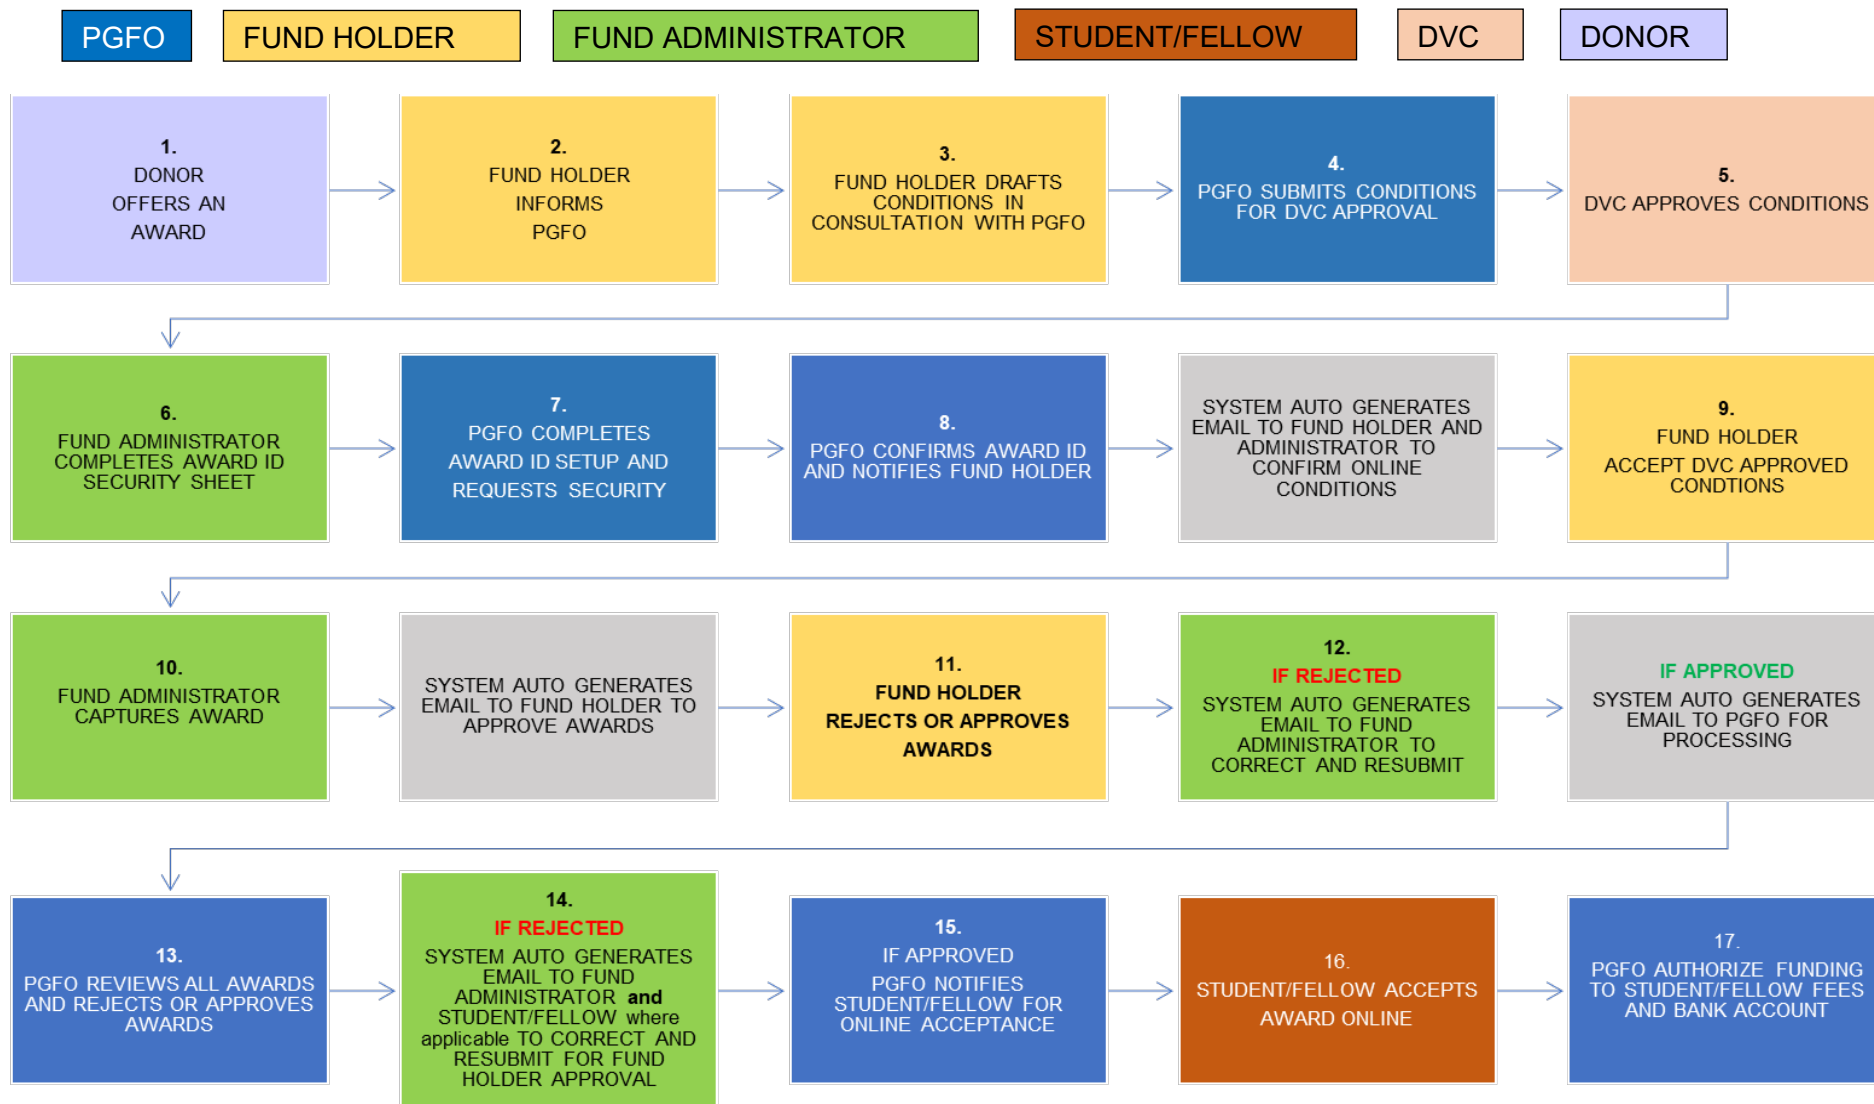 PGFO
FUND HOLDER
FUND ADMINISTRATOR
STUDENT/FELLOW
DVC
DONOR
1.
DONOR
OFFERS AN
AWARD
2.
FUND HOLDER
INFORMS
PGFO
3.
FUND HOLDER DRAFTS
CONDITIONS IN
CONSULTATION WITH PGFO
4.
PGFO SUBMITS CONDITIONS
FOR DVC APPROVAL
5.
DVC APPROVES CONDITIONS
6.
FUND ADMINISTRATOR
COMPLETES AWARD ID
SECURITY SHEET
7.
PGFO COMPLETES
AWARD ID SETUP AND
REQUESTS SECURITY
8.
PGFO CONFIRMS AWARD ID
AND NOTIFIES FUND HOLDER
SYSTEM AUTO GENERATES
EMAIL TO FUND HOLDER AND
ADMINISTRATOR TO
CONFIRM ONLINE
CONDITIONS
9.
FUND HOLDER
ACCEPT DVC APPROVED
CONDTIONS
10.
FUND ADMINISTRATOR
CAPTURES AWARD
SYSTEM AUTO GENERATES
EMAIL TO FUND HOLDER TO
APPROVE AWARDS
11.
FUND HOLDER
REJECTS OR APPROVES
AWARDS
12.
IF REJECTED
SYSTEM AUTO GENERATES
EMAIL TO FUND
ADMINISTRATOR TO
CORRECT AND RESUBMIT
IF APPROVED
SYSTEM AUTO GENERATES
EMAIL TO PGFO FOR
PROCESSING
13.
PGFO REVIEWS ALL AWARDS
AND REJECTS OR APPROVES
AWARDS
14.
IF REJECTED
SYSTEM AUTO GENERATES
EMAIL TO FUND
ADMINISTRATOR and
STUDENT/FELLOW where
applicable TO CORRECT AND
RESUBMIT FOR FUND
HOLDER APPROVAL
15.
IF APPROVED
PGFO NOTIFIES
STUDENT/FELLOW FOR
ONLINE ACCEPTANCE
16.
STUDENT/FELLOW ACCEPTS
AWARD ONLINE
17.
PGFO AUTHORIZE FUNDING
TO STUDENT/FELLOW FEES
AND BANK ACCOUNT